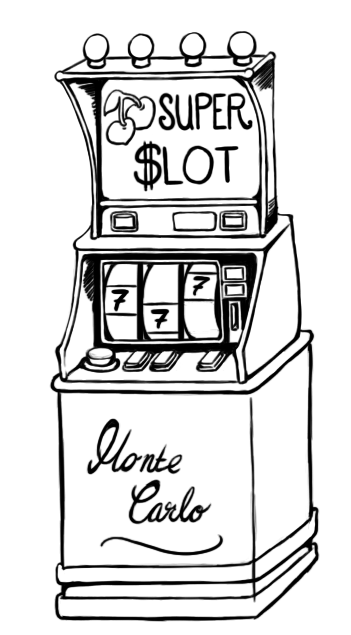 SUPER
$LOT
7 7 7
Monte
Carlo